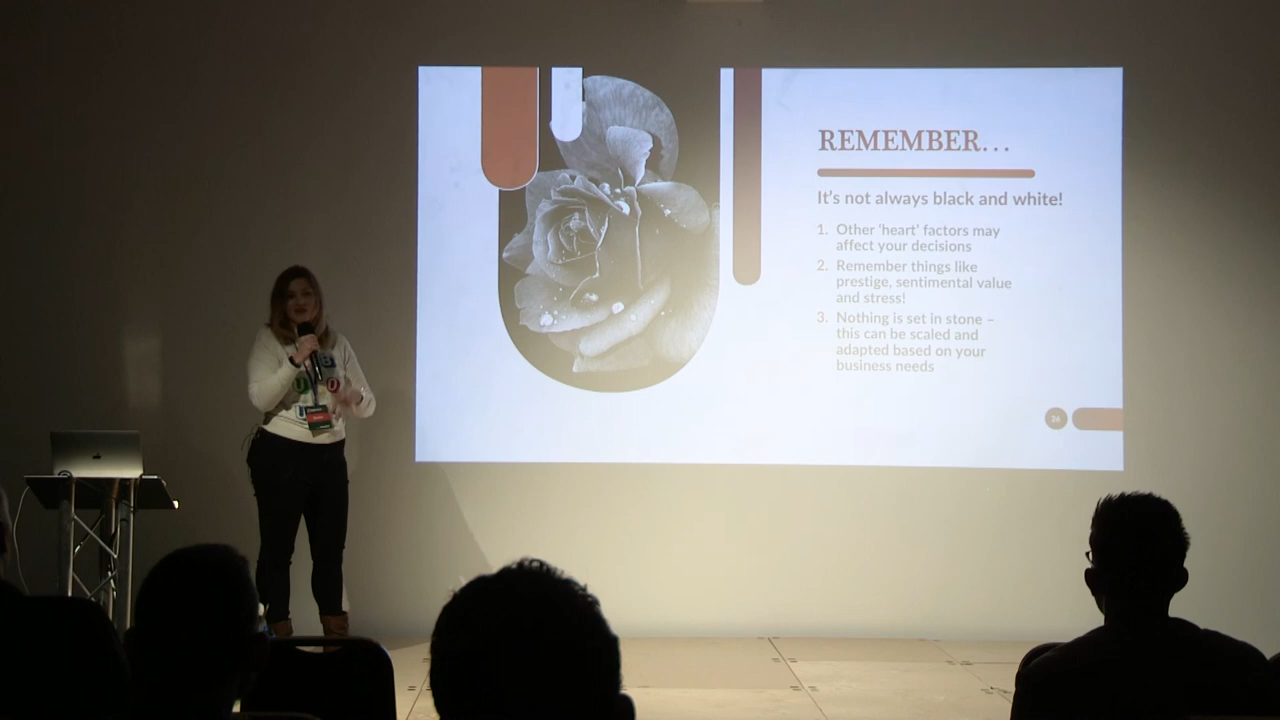 REMEMBER...
It's not always black and white!
1. Other 'heart' factors may
affect your decisions
2. Remember things like
prestige, sentimental value
and stress!
3. Nothing is set in stone –
this can be scaled and
adapted based on your
business needs